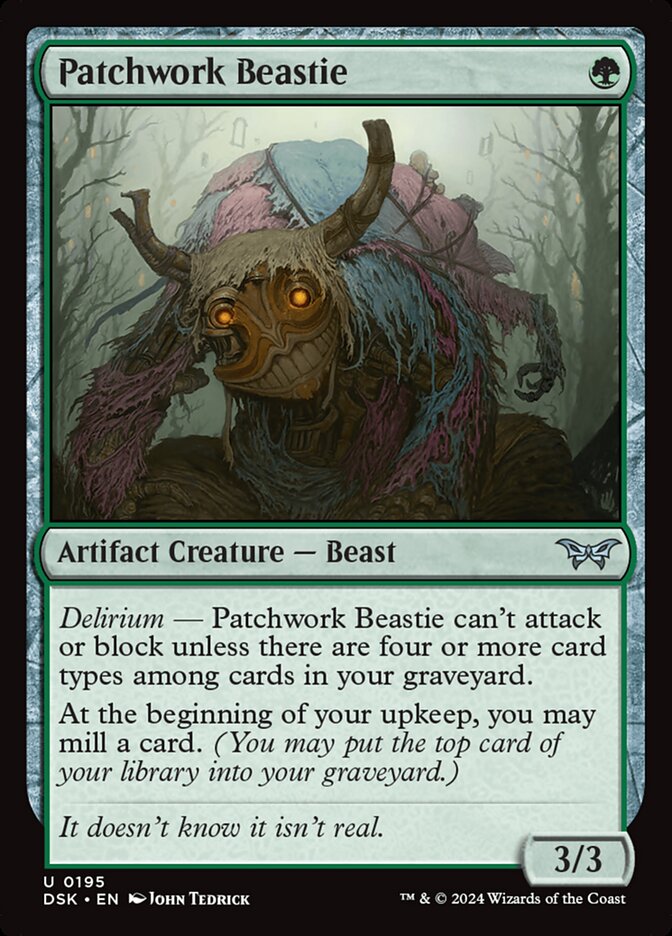 Patchwork Beastie
Artifact Creature — Beast
Delirium — Patchwork Beastie can't attack
or block unless there are four or more card
types among cards in your graveyard.
At the beginning of your upkeep, you may
mill a card. (You may put the top card of
your library into your graveyard.)
It doesn't know it isn't real.
3/3
U 0195
DSK • EN John Tedrick
™ & © 2024 Wizards of the Coast